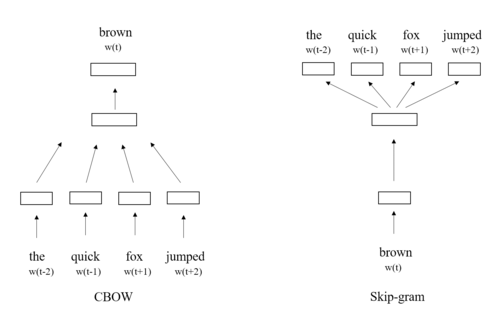 brown
w(t)
the quick fox jumped
w(t-2) w(t-1) w(t+1) w(t+2)
CBOW
the quick fox jumped
w(t-2) w(t-1) w(t+1) w(t+2)
brown
w(t)
Skip-gram